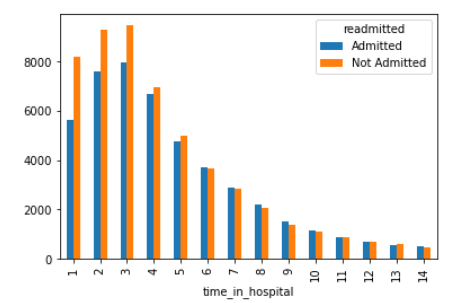 readmitted
Admitted
Not Admitted
8000
6000
4000
2000
0
1 2 3 4 5 6 7 8 9 10 11 12 13 14
time_in_hospital